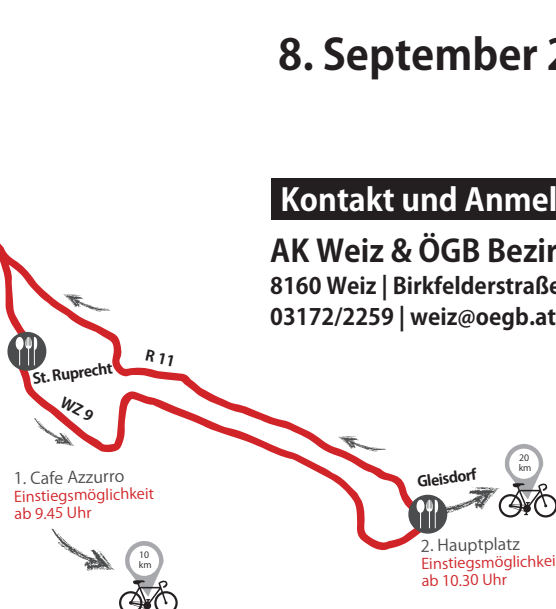 8. September 2
Kontakt und Anmel
AK Weiz & ÖGB Bezir
8160 Weiz | Birkfelderstraße
03172/2259 | weiz@oegb.at
R 11
St. Ruprecht
WZ 9
1. Cafe Azzurro
Einstiegsmöglichkeit
ab 9.45 Uhr
10
km
Gleisdorf
20
km
2. Hauptplatz
Einstiegsmöglichkei
ab 10.30 Uhr